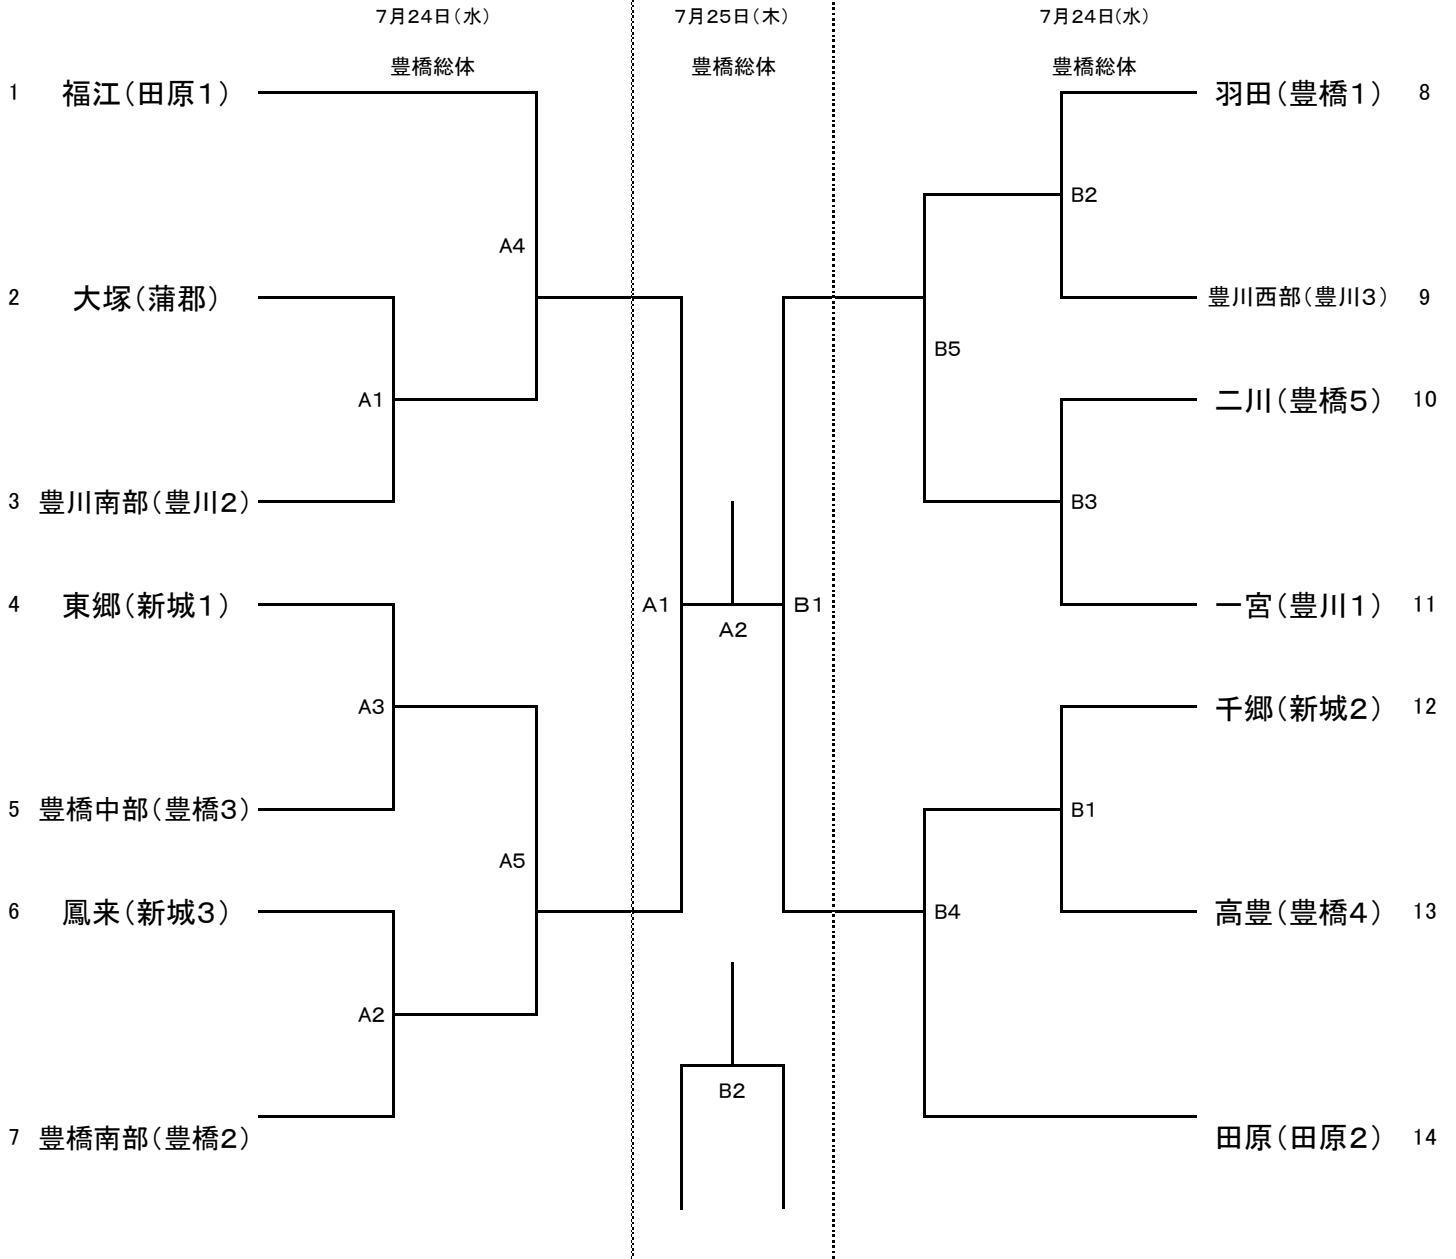 7月24日（水）
7月25日（木）
7月24日（水）
豊橋総体
豊橋総体
豊橋総体
1 福江（田原１）
羽田（豊橋１） 8
B2
A4
2 大塚（蒲郡）
豊川西部（豊川３） 9
B5
A1
二川（豊橋５） 10
3 豊川南部（豊川２）
B3
4 東郷（新城１）
A1
B1
一宮（豊川１） 11
A2
A3
千郷（新城２） 12
5 豊橋中部（豊橋３）
B1
A5
6 鳳来（新城３）
B4
高豊（豊橋４） 13
A2
B2
7 豊橋南部（豊橋２）
田原（田原２） 14